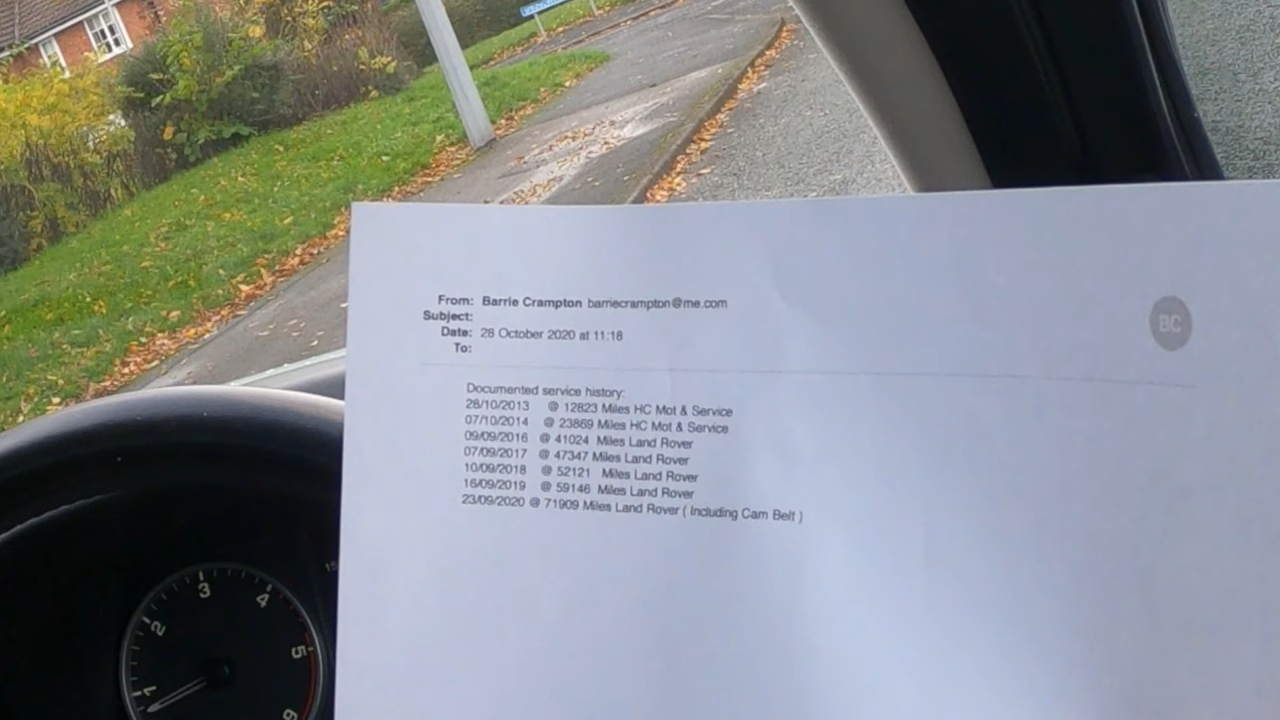 From: Barrie Crampton barriecrampton@me.com
Subject:
Date: 28 October 2020 at 11:18
To:
BC
Documented service history:
28/10/2013 @ 12823 Miles HC Mot & Service
07/10/2014 @ 23869 Miles HC Mot & Service
09/09/2016 @ 41024 Miles Land Rover
07/09/2017 @ 47347 Miles Land Rover
10/09/2018 @ 52121 Miles Land Rover
16/09/2019 @ 59146 Miles Land Rover
23/09/2020 @ 71909 Miles Land Rover ( Including Cam Belt )
1
2
3
4
5
6
15